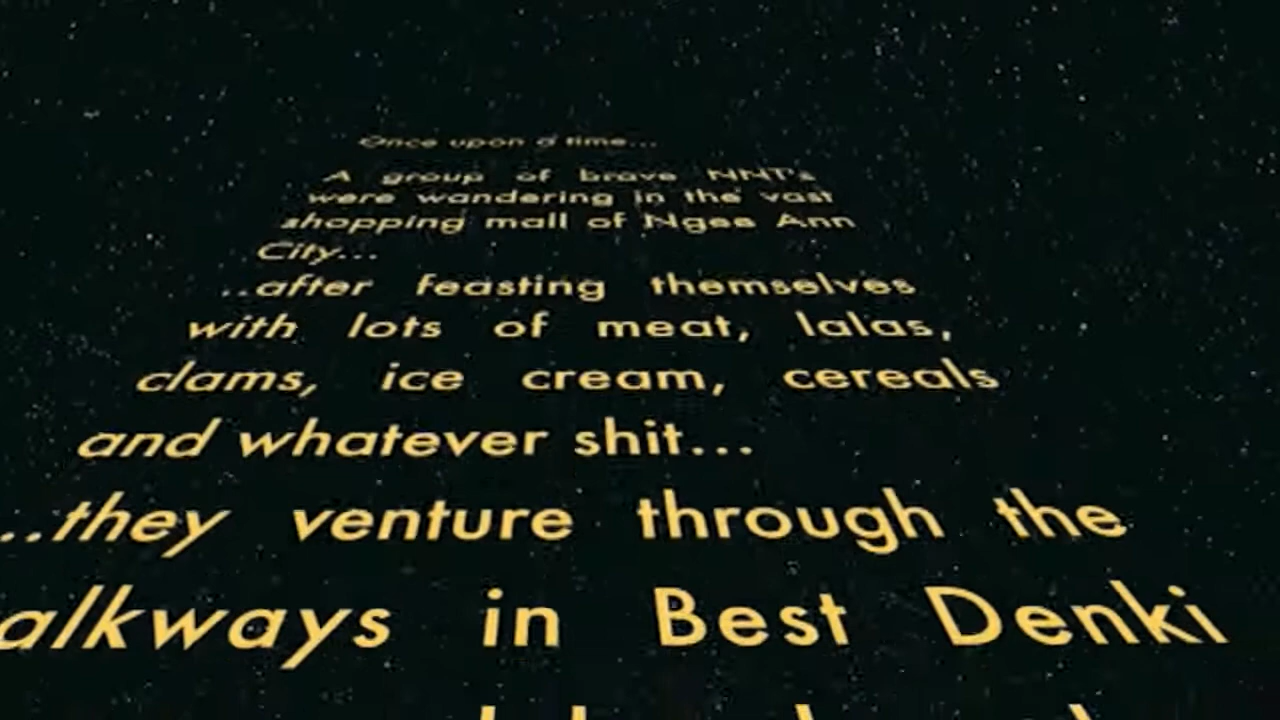 Once upon a time...
A group of brave NNT's
were wandering in the vast
shopping mall of Ngee Ann
City...
..after feasting themselves
with lots of meat, lalas,
clams, ice cream, cereals
and whatever shit...
...they venture through the
alkways in Best Denki